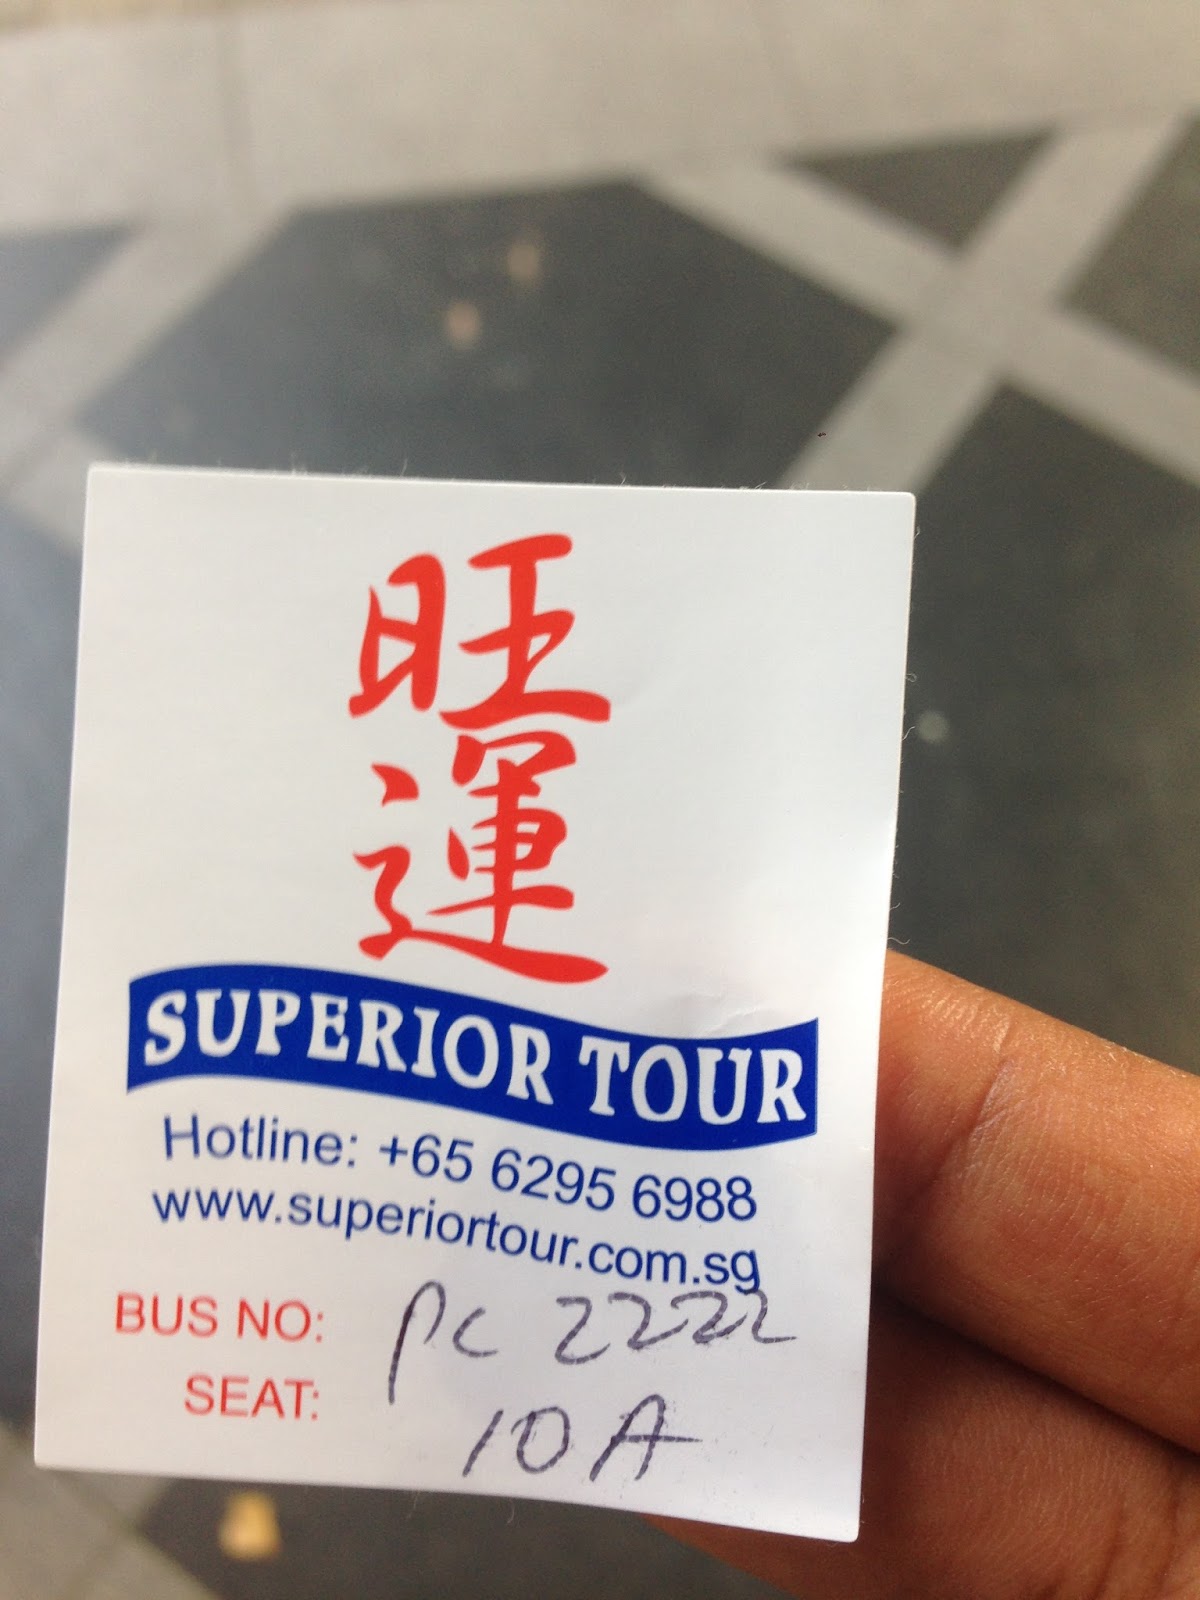 旺
運
SUPERIOR TOUR
Hotline: +65 6295 6988
www.superiortour.com.sg
BUS NO: PC 2222
SEAT: 10A